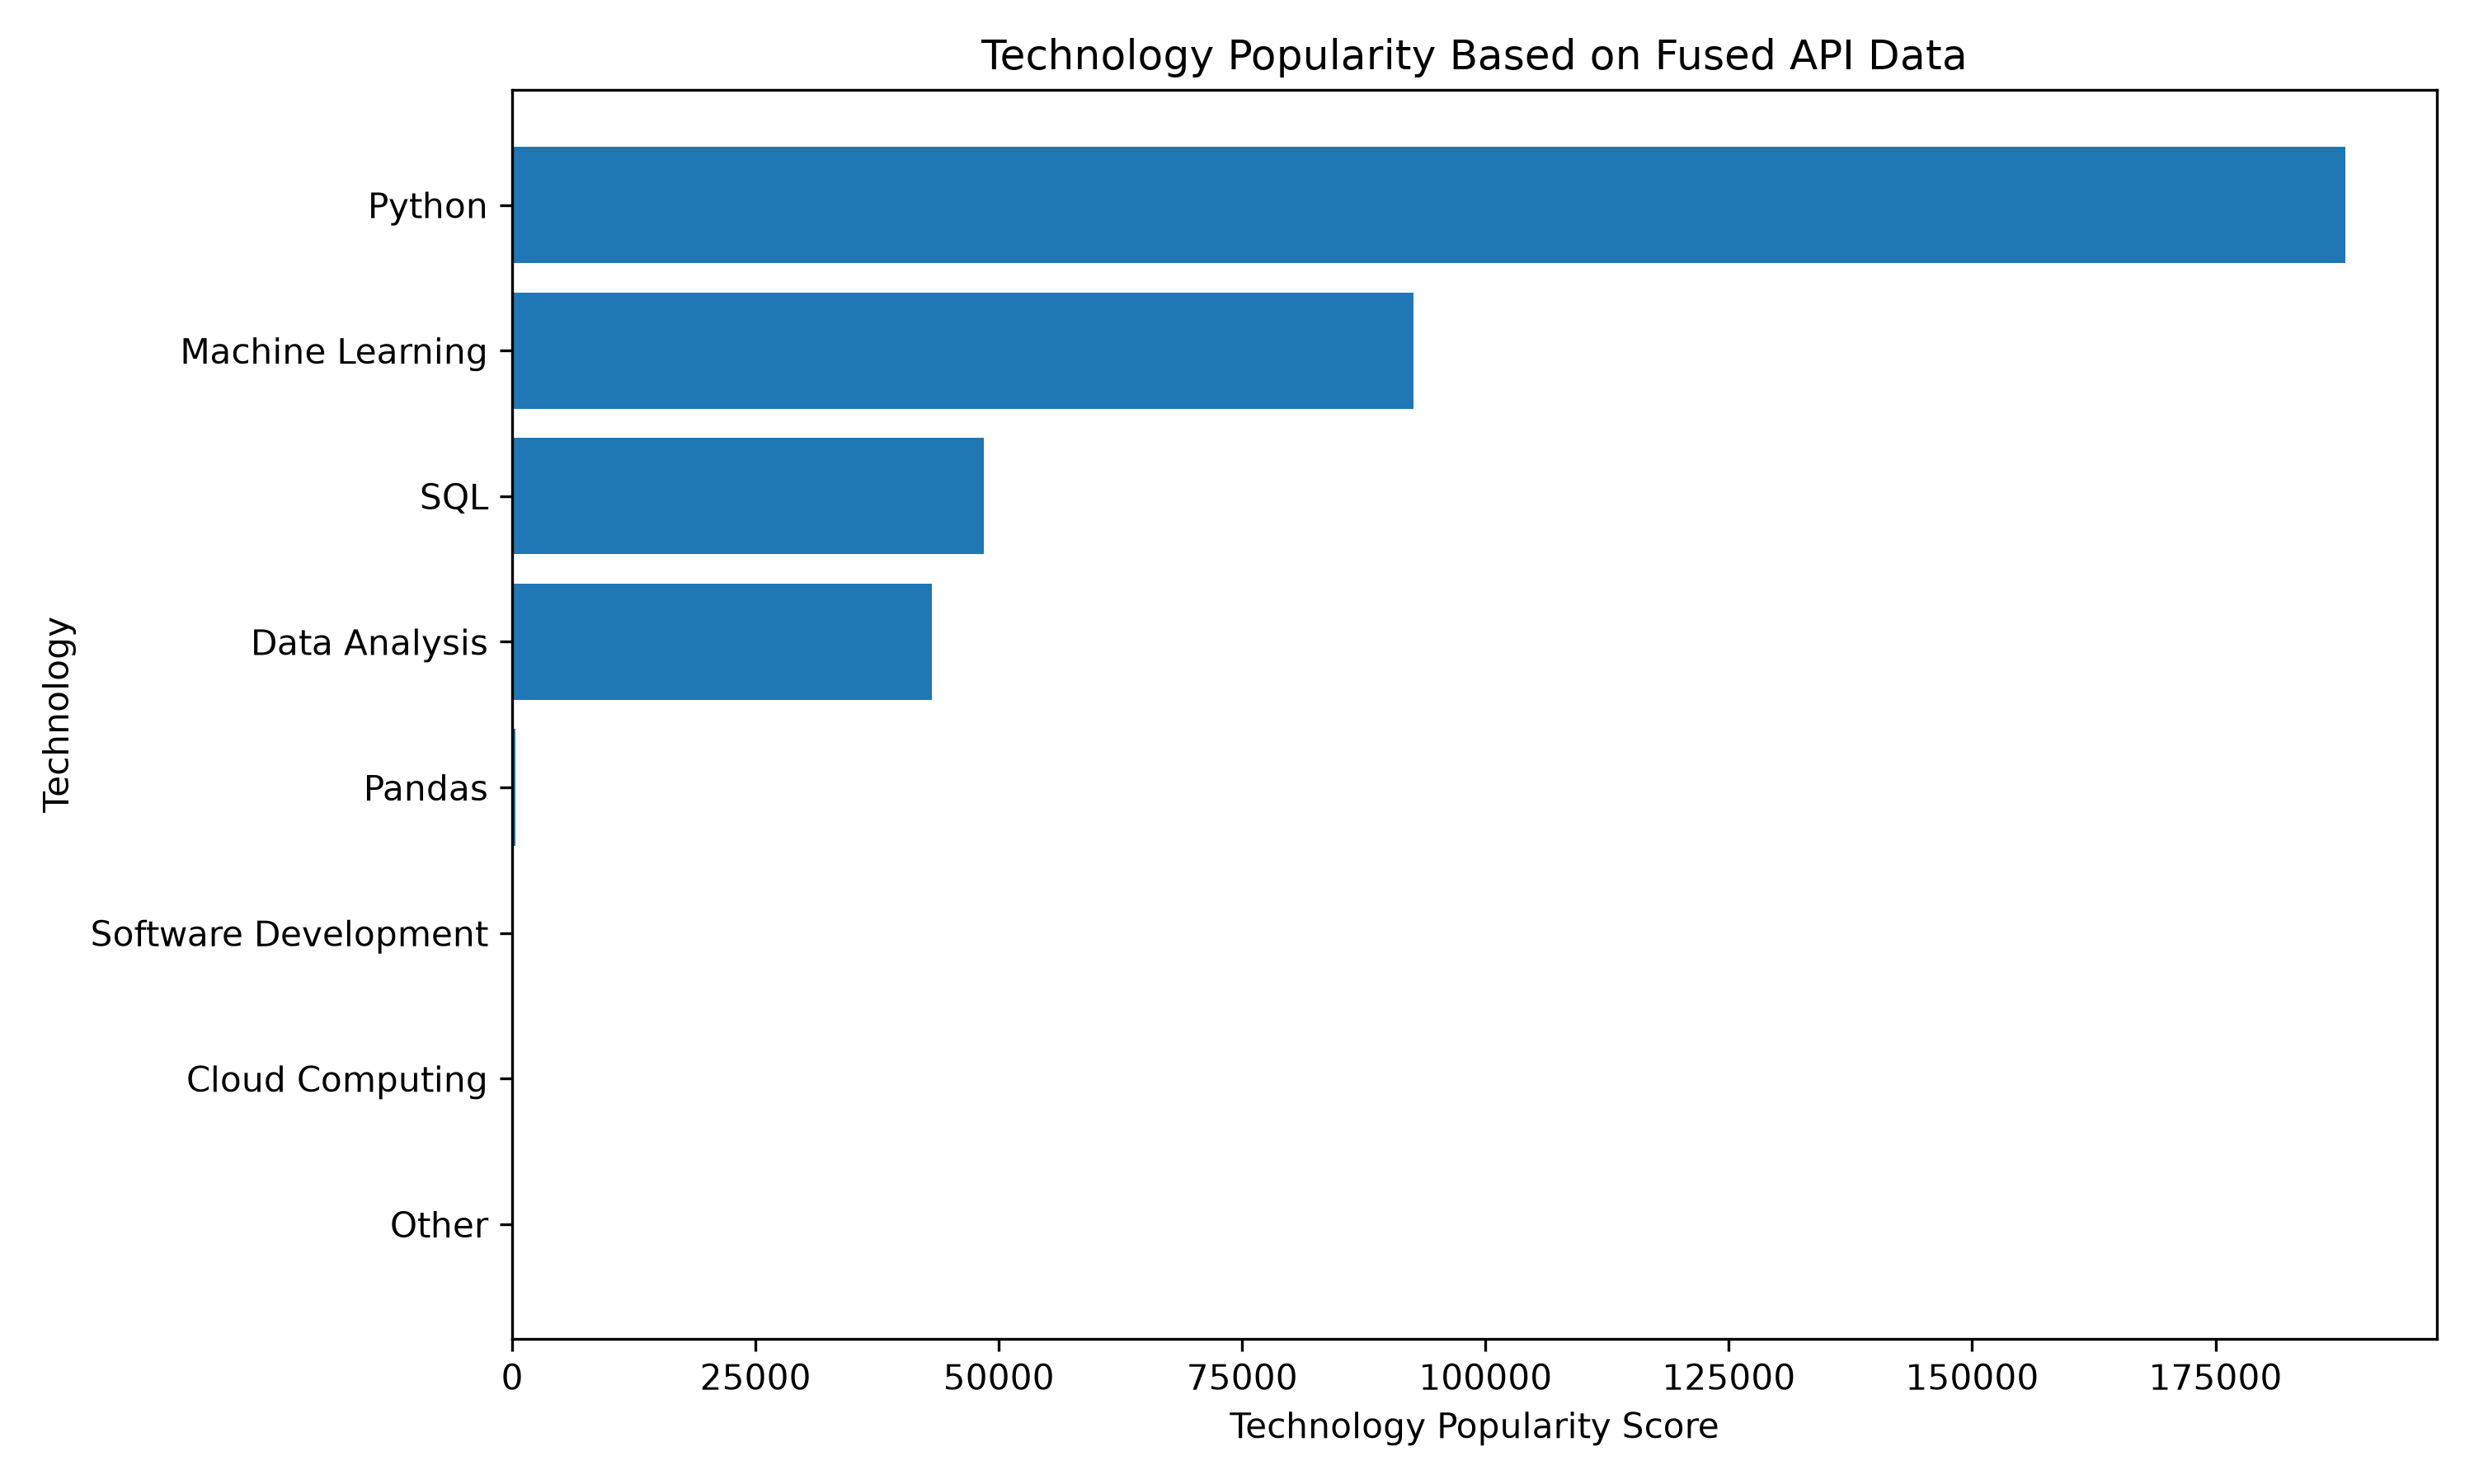 Technology Popularity Based on Fused API Data
Technology
Python
Machine Learning
SQL
Data Analysis
Pandas
Software Development
Cloud Computing
Other
0 25000 50000 75000 100000 125000 150000 175000
Technology Popularity Score